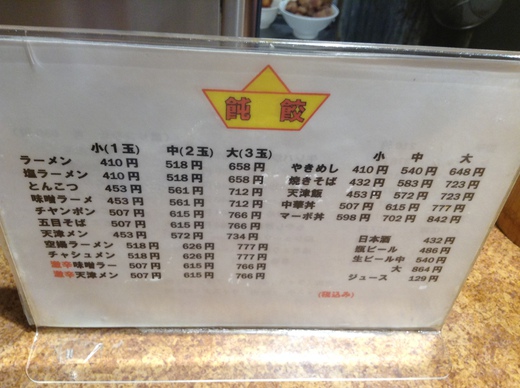 飩 餃
小(1玉) 中(2玉) 大(3玉)
ラーメン 410円 518円 658円
塩ラーメン 410円 518円 658円
とんこつ 453円 561円 712円
味噌ラーメ 453円 561円 712円
チャンポン 507円 615円 766円
五目そば 507円 615円 766円
天津メン 453円 572円 734円
空揚ラーメン 518円 626円 777円
チャシュメン 518円 626円 777円
激辛味噌ラー 507円 615円 766円
激辛天津メン 507円 615円 766円
小 中 大
やきめし 410円 540円 648円
焼きそば 432円 583円 723円
天津飯 453円 572円 723円
中華丼 507円 615円 777円
マーボ丼 598円 702円 842円
日本酒 432円
瓶ビール 486円
生ビール中 540円
大 864円
ジュース 129円
(税込み)